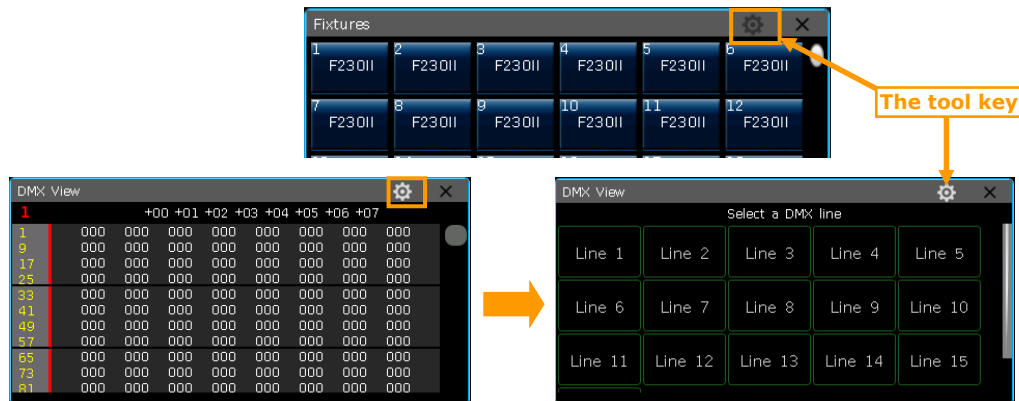 Fixtures
1 2 3 4 5 6
F230II F230II F230II F230II F230II F230II
7 8 9 10 11 12
F230II F230II F230II F230II F230II F230II
The tool key
DMX View
1 +00 +01 +02 +03 +04 +05 +06 +07
1 000 000 000 000 000 000 000 000
9 000 000 000 000 000 000 000 000
17 000 000 000 000 000 000 000 000
25 000 000 000 000 000 000 000 000
33 000 000 000 000 000 000 000 000
41 000 000 000 000 000 000 000 000
49 000 000 000 000 000 000 000 000
57 000 000 000 000 000 000 000 000
65 000 000 000 000 000 000 000 000
73 000 000 000 000 000 000 000 000
81 000 000 000 000 000 000 000 000
DMX View
Select a DMX line
Line 1 Line 2 Line 3 Line 4 Line 5
Line 6 Line 7 Line 8 Line 9 Line 10
Line 11 Line 12 Line 13 Line 14 Line 15